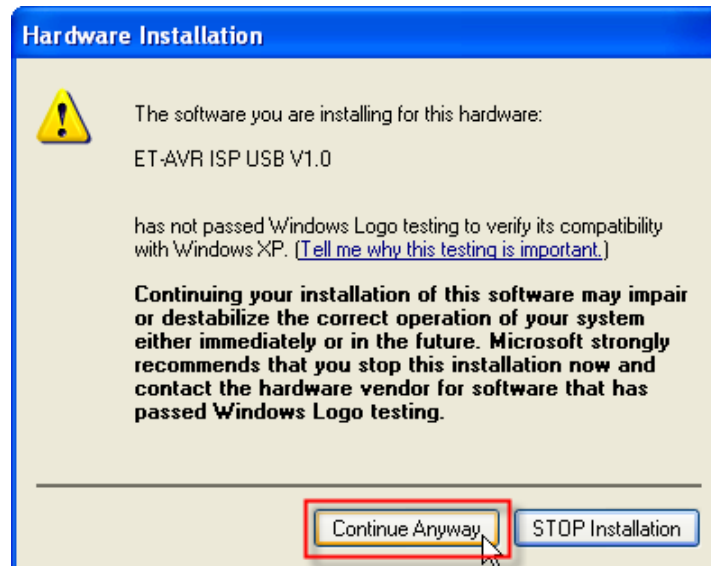 Hardware Installation
The software you are installing for this hardware:
ET-AVR ISP USB V1.0
has not passed Windows Logo testing to verify its compatibility
with Windows XP. (Tell me why this testing is important.)
Continuing your installation of this software may impair
or destabilize the correct operation of your system
either immediately or in the future. Microsoft strongly
recommends that you stop this installation now and
contact the hardware vendor for software that has
passed Windows Logo testing.
Continue Anyway
STOP Installation